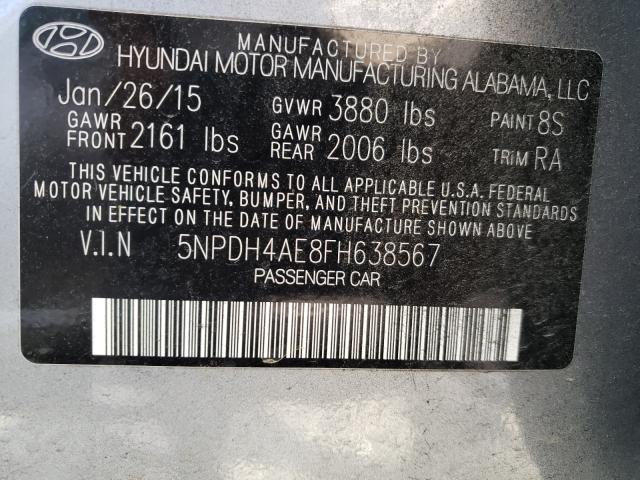 MANUFACTURED BY
HYUNDAI MOTOR MANUFACTURING ALABAMA, LLC
Jan/26/15 GVWR 3880 lbs PAINT 8S
GAWR FRONT 2161 lbs GAWR REAR 2006 lbs TRIM RA
THIS VEHICLE CONFORMS TO ALL APPLICABLE U.S.A. FEDERAL
MOTOR VEHICLE SAFETY, BUMPER, AND THEFT PREVENTION STANDARDS
IN EFFECT ON THE DATE OF MANUFACTURE SHOWN ABOVE.
V.I.N 5NPDH4AE8FH638567
PASSENGER CAR